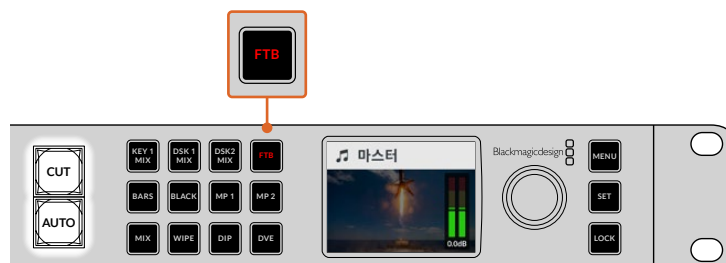 FTB
KEY 1 MIX
DSK 1 MIX
DSK2 MIX
FTB
♫ 마스터
Blackmagicdesign
MENU
CUT
BARS
BLACK
MP 1
MP 2
SET
AUTO
MIX
WIPE
DIP
DVE
0.0dB
LOCK